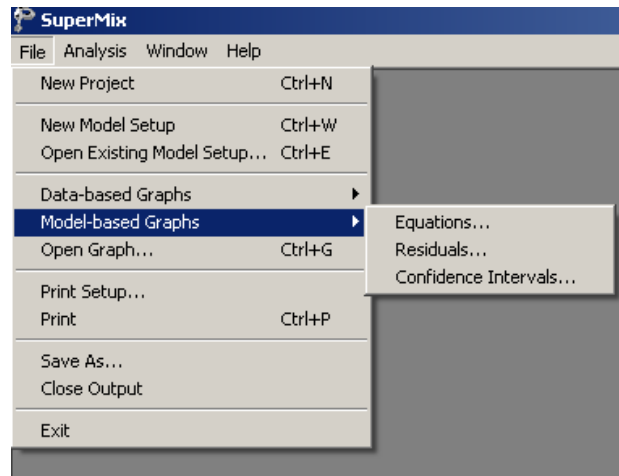 SuperMix
File Analysis Window Help
New Project Ctrl+N
New Model Setup Ctrl+W
Open Existing Model Setup... Ctrl+E
Data-based Graphs
Model-based Graphs
Equations...
Open Graph... Ctrl+G
Residuals...
Confidence Intervals...
Print Setup...
Print Ctrl+P
Save As...
Close Output
Exit